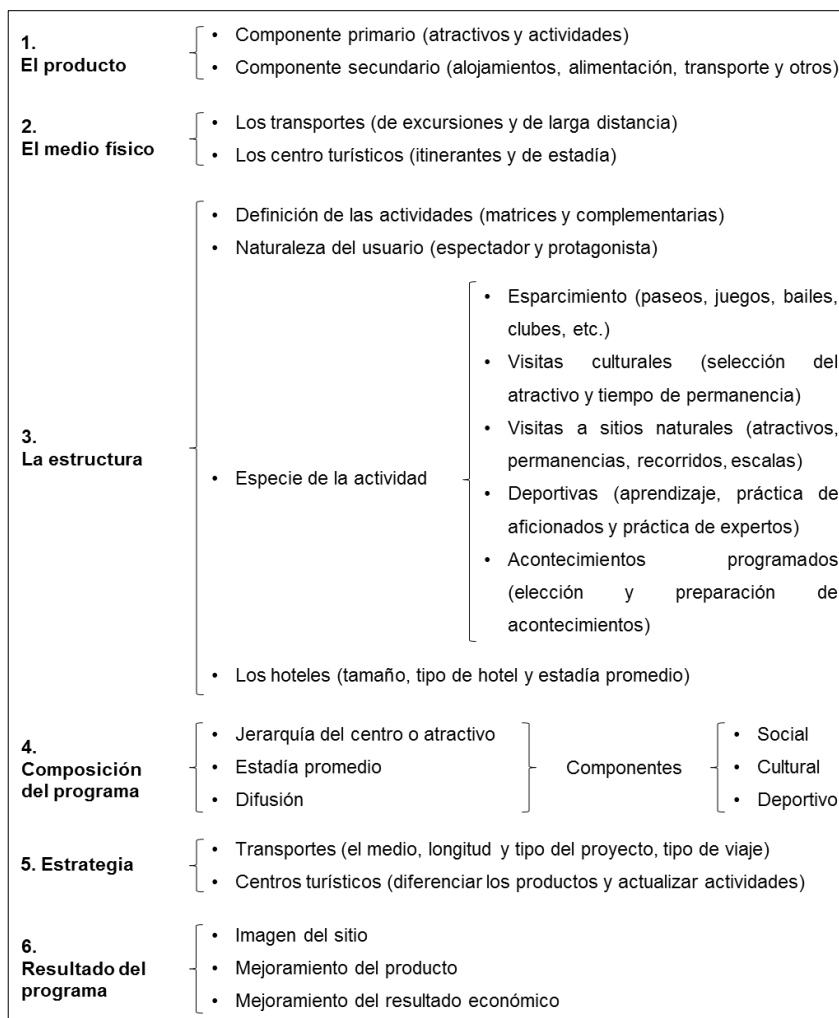 1.
El producto
• Componente primario (atractivos y actividades)
• Componente secundario (alojamientos, alimentación, transporte y otros)
2.
El medio físico
• Los transportes (de excursiones y de larga distancia)
• Los centro turísticos (itinerantes y de estadía)
3.
La estructura
• Definición de las actividades (matrices y complementarias)
• Naturaleza del usuario (espectador y protagonista)
• Especie de la actividad
• Esparcimiento (paseos, juegos, bailes,
clubes, etc.)
• Visitas culturales (selección del
atractivo y tiempo de permanencia)
• Visitas a sitios naturales (atractivos,
permanencias, recorridos, escalas)
• Deportivas (aprendizaje, práctica de
aficionados y práctica de expertos)
• Acontecimientos programados
(elección y preparación de
acontecimientos)
• Los hoteles (tamaño, tipo de hotel y estadía promedio)
4.
Composición
del programa
• Jerarquía del centro o atractivo
• Estadía promedio
• Difusión
Componentes
• Social
• Cultural
• Deportivo
5. Estrategia
• Transportes (el medio, longitud y tipo del proyecto, tipo de viaje)
• Centros turísticos (diferenciar los productos y actualizar actividades)
6.
Resultado del
programa
• Imagen del sitio
• Mejoramiento del producto
• Mejoramiento del resultado económico